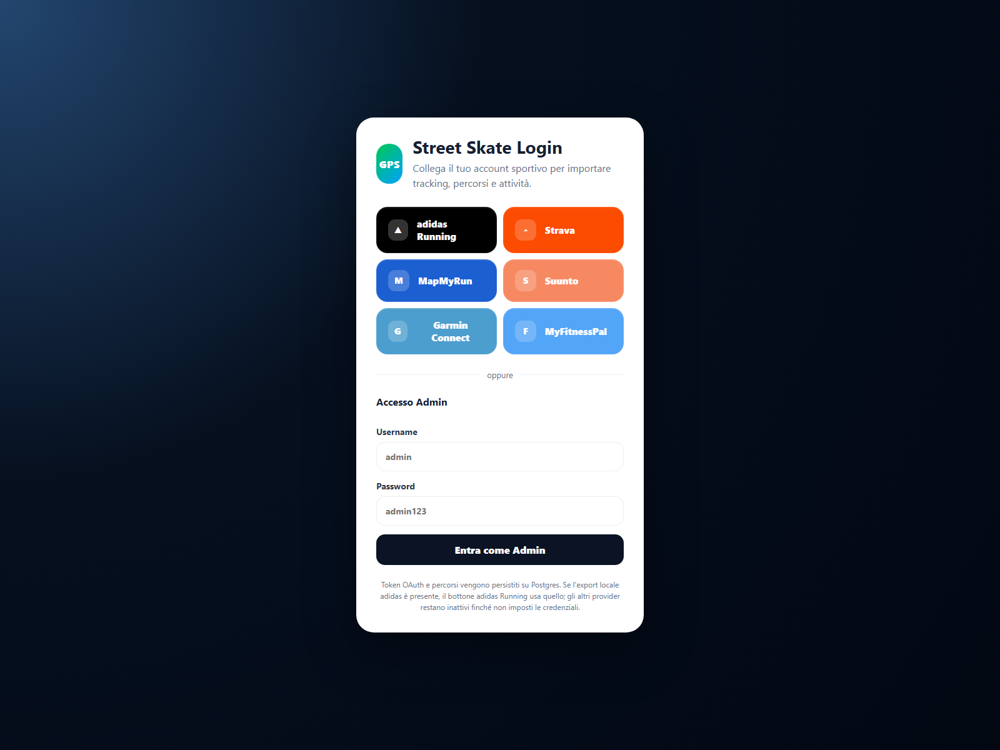 GPS
Street Skate Login
Collega il tuo account sportivo per importare
tracking, percorsi e attività.
adidas
Running
Strava
M
MapMyRun
S
Suunto
G
Garmin
Connect
F
MyFitnessPal
oppure
Accesso Admin
Username
admin
Password
admin123
Entra come Admin
Token OAuth e percorsi vengono persistiti su Postgres. Se l'export locale
adidas è presente, il bottone adidas Running usa quello; gli altri provider
restano inattivi finché non imposti le credenziali.